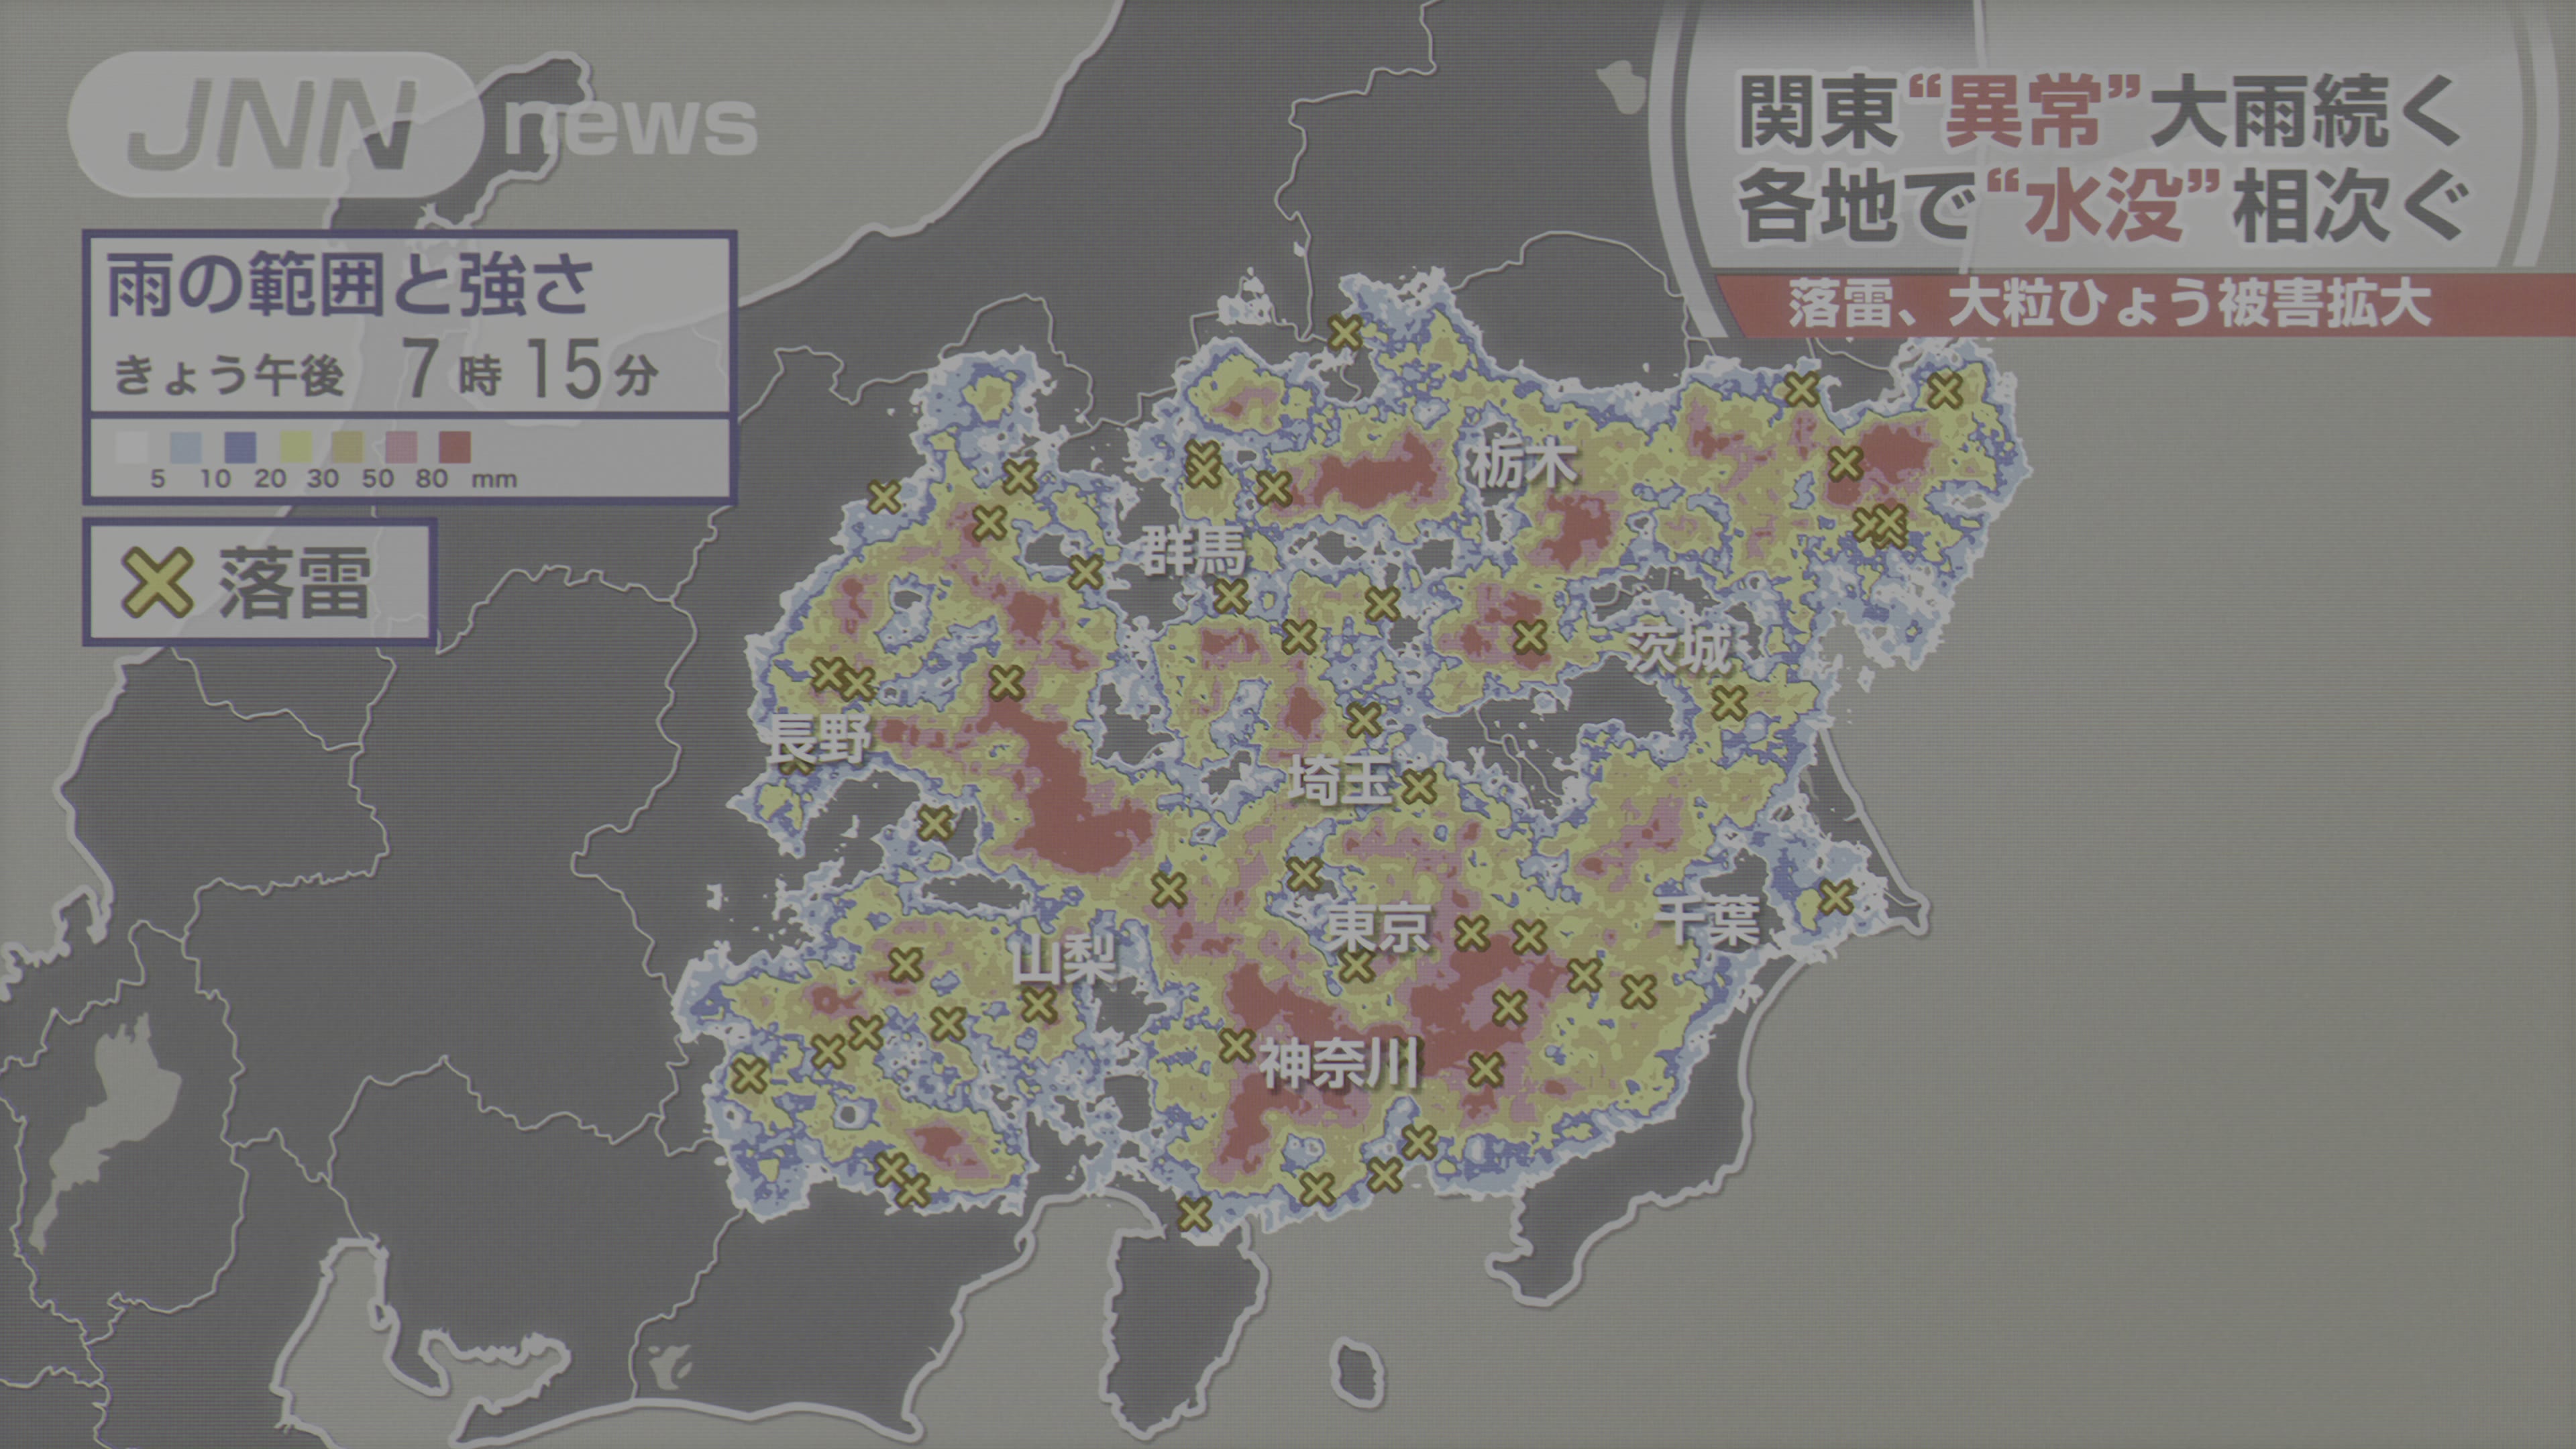 JNN news
関東“異常”大雨続く
各地で“水没”相次ぐ
落雷、大粒ひょう被害拡大
雨の範囲と強さ
きょう午後 7時15分
5 10 20 30 50 80 mm
落雷
栃木
群馬
茨城
長野
埼玉
東京
千葉
山梨
神奈川